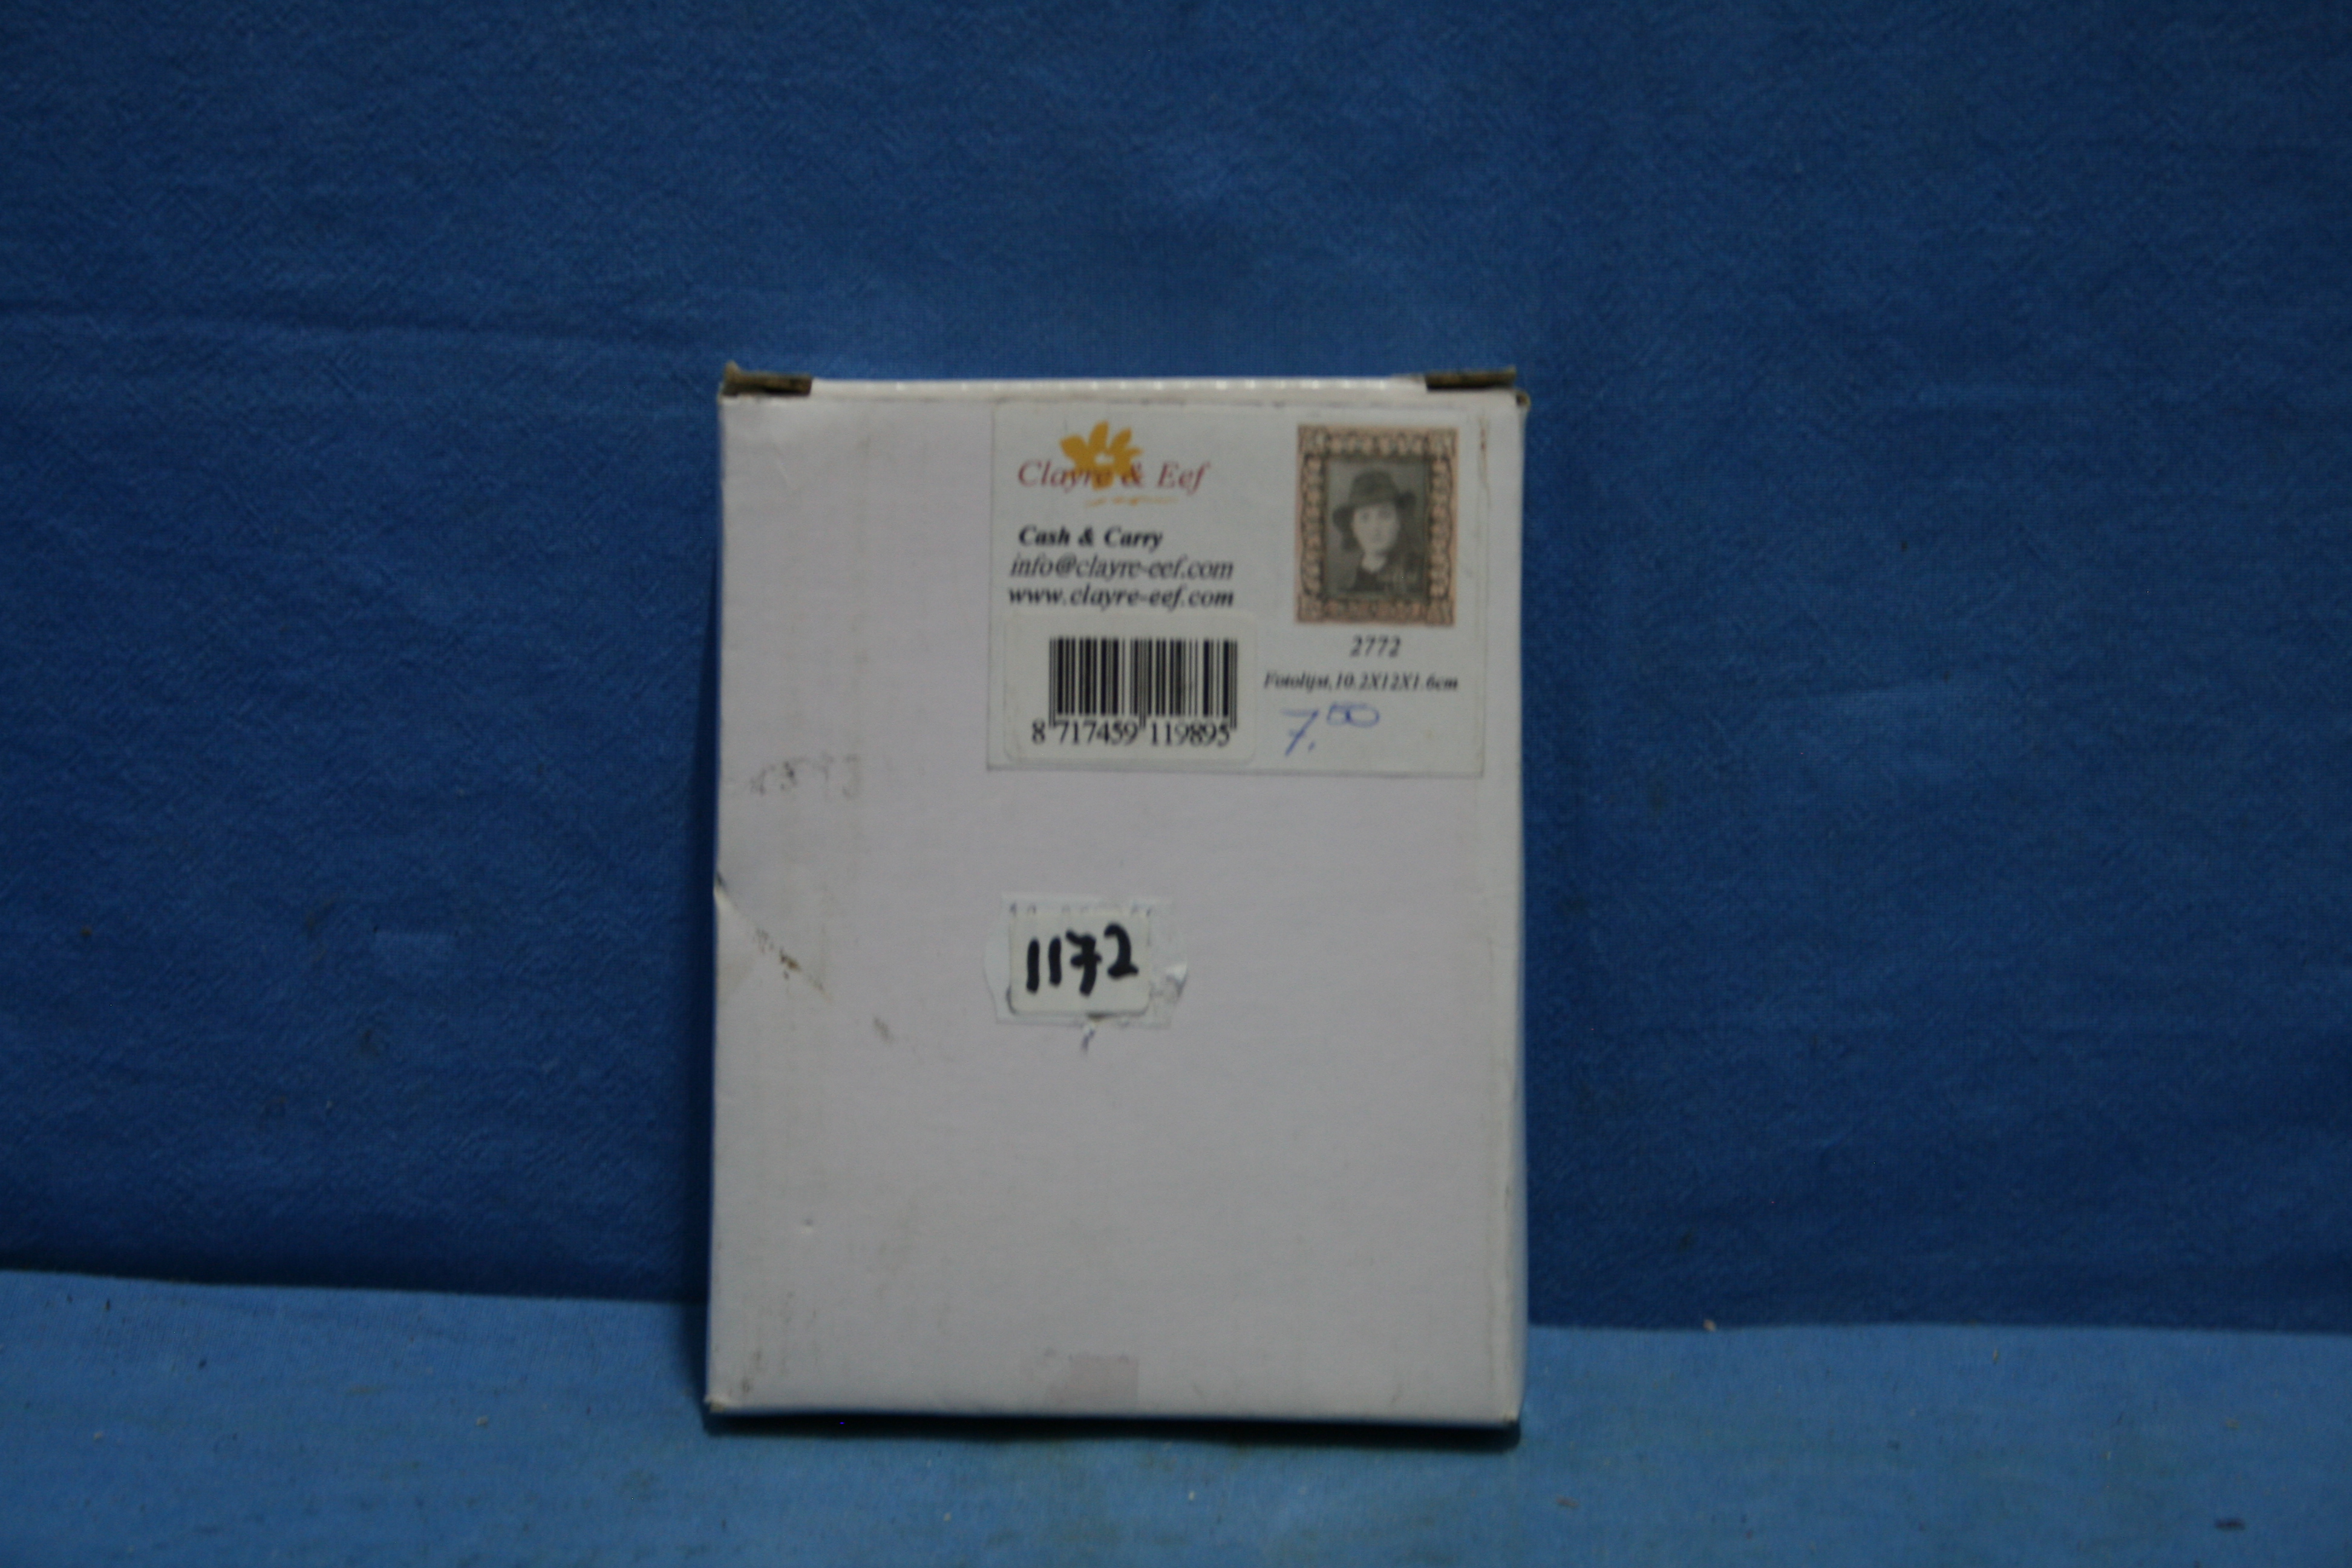 Clayre & Eef
Cash & Carry
info@clayre-eef.com
www.clayre-eef.com
8 717459 119895
2772
Fotolijst,10.2X12X1.6cm
7,50
1172